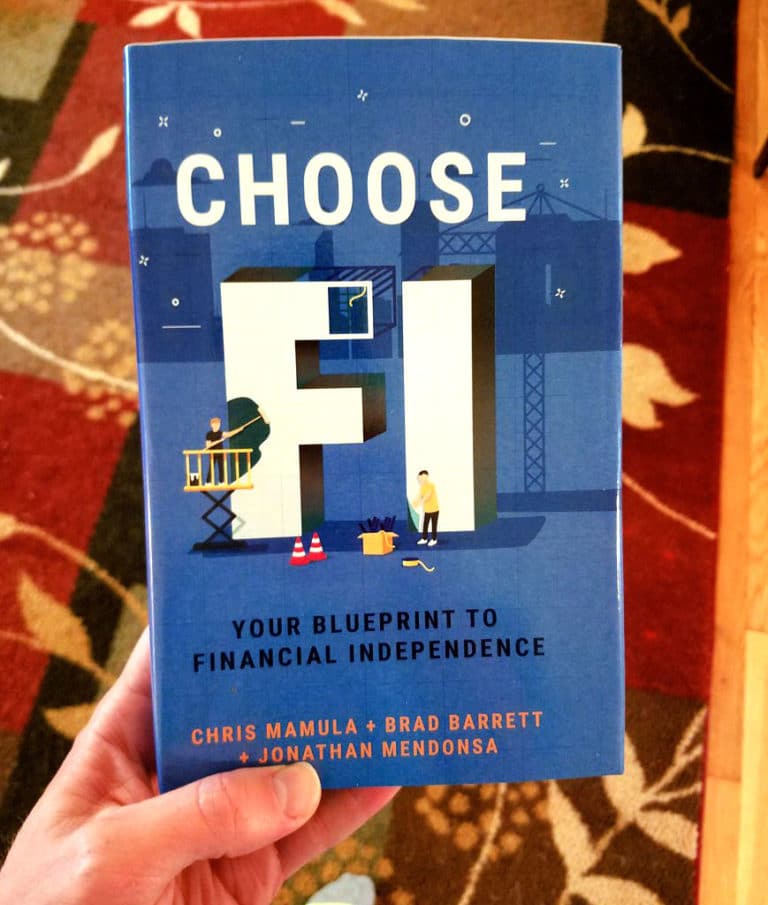 CHOOSE
FI
YOUR BLUEPRINT TO
FINANCIAL INDEPENDENCE
CHRIS MAMULA + BRAD BARRETT
+ JONATHAN MENDONSA